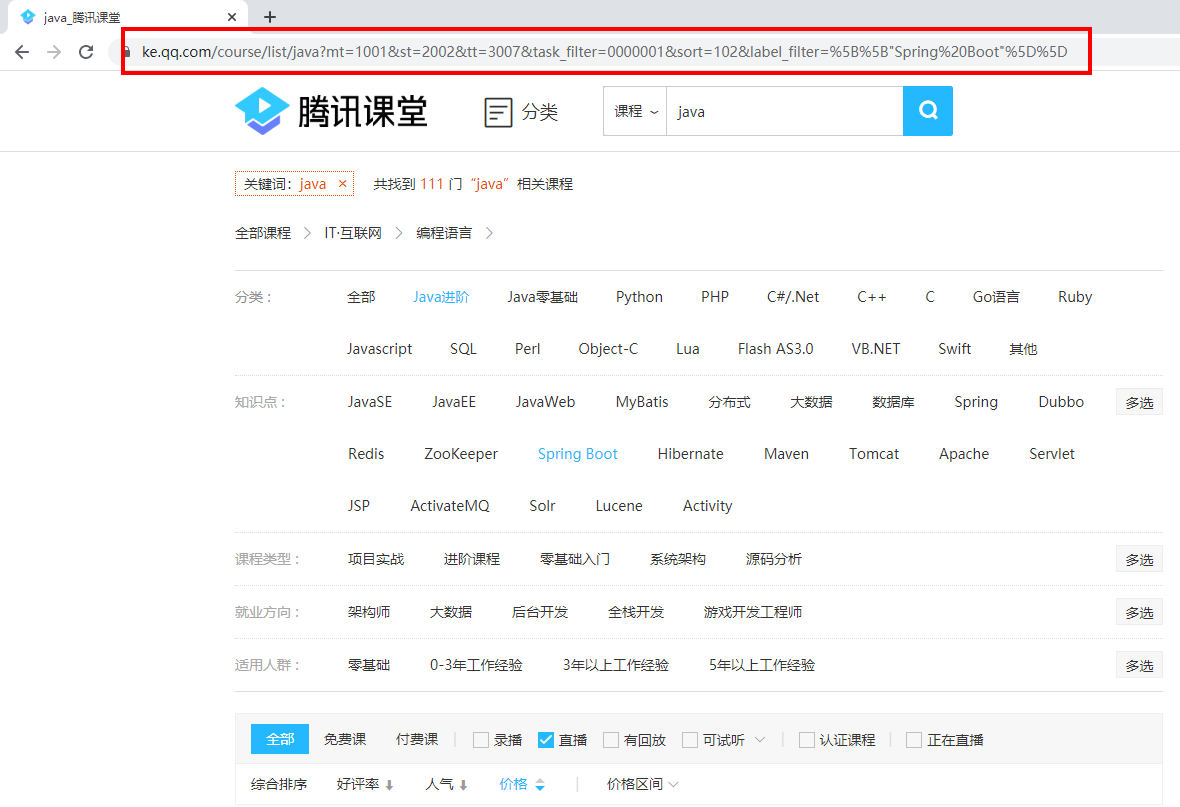 java_腾讯课堂
ke.qq.com/course/list/java?mt=1001&st=2002&tt=3007&task_filter=0000001&sort=102&label_filter=%5B%5B"Spring%20Boot"%5D%5D
腾讯课堂 分类 课程 java
关键词：java × 共找到 111 门 “java” 相关课程
全部课程 IT·互联网 编程语言
分类： 全部 Java进阶 Java零基础 Python PHP C#/.Net C++ C Go语言 Ruby
Javascript SQL Perl Object-C Lua Flash AS3.0 VB.NET Swift 其他
知识点： JavaSE JavaEE JavaWeb MyBatis 分布式 大数据 数据库 Spring Dubbo 多选
Redis ZooKeeper Spring Boot Hibernate Maven Tomcat Apache Servlet
JSP ActivateMQ Solr Lucene Activity
课程类型： 项目实战 进阶课程 零基础入门 系统架构 源码分析 多选
就业方向： 架构师 大数据 后台开发 全栈开发 游戏开发工程师 多选
适用人群： 零基础 0-3年工作经验 3年以上工作经验 5年以上工作经验 多选
全部 免费课 付费课 录播 直播 有回放 可试听 认证课程 正在直播
综合排序 好评率 人气 价格 价格区间